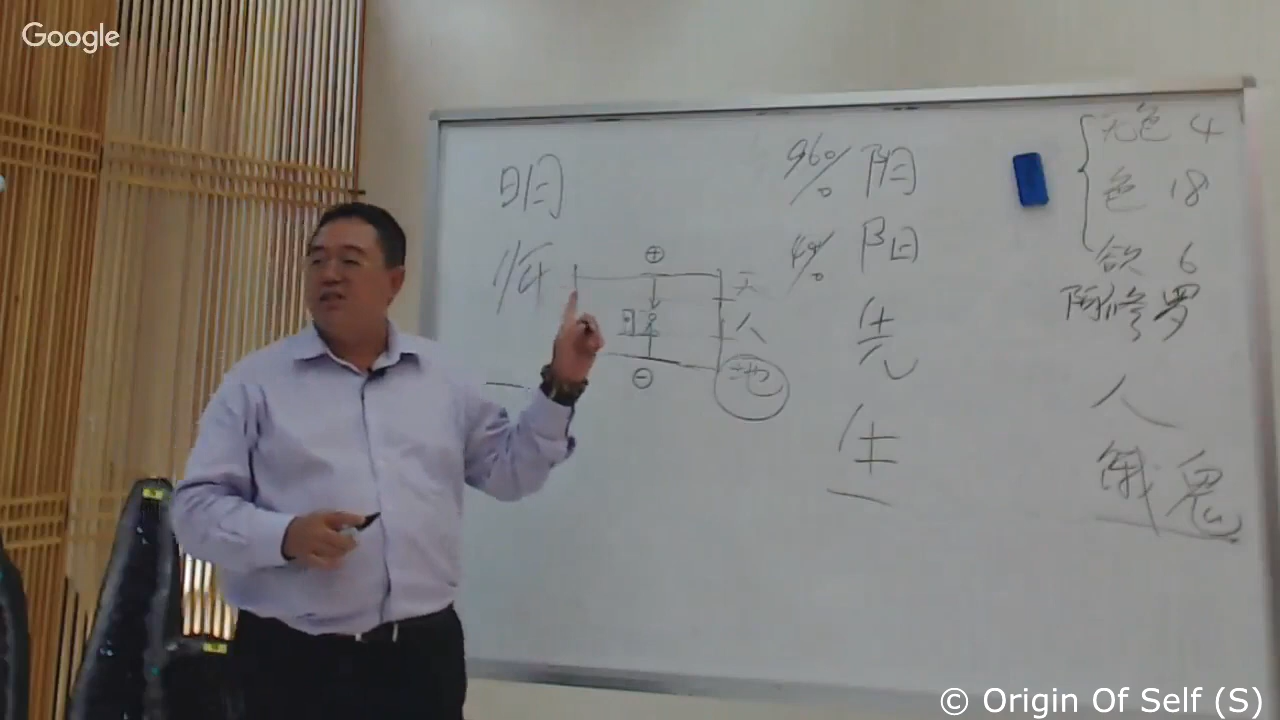 Google
明
师
⊕
天
人
地
⊖
96% 阴
4% 阳
先
生
无色 4
色 18
欲 6
阿修罗
人
饿鬼
© Origin Of Self (S)